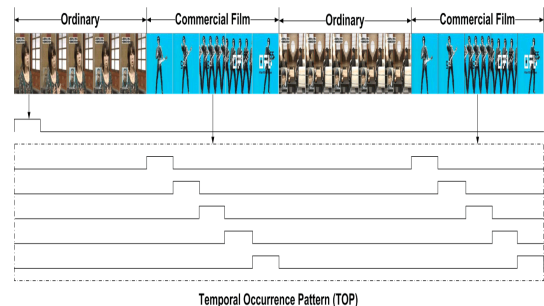 Ordinary
Commercial Film
Ordinary
Commercial Film
Temporal Occurrence Pattern (TOP)